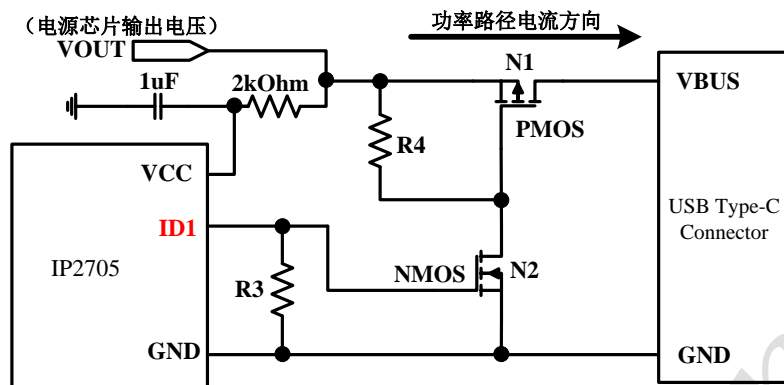 （电源芯片输出电压）
功率路径电流方向
VOUT
1uF
2kOhm
N1
VBUS
PMOS
R4
VCC
ID1
USB Type-C
Connector
IP2705
NMOS
N2
R3
GND
GND